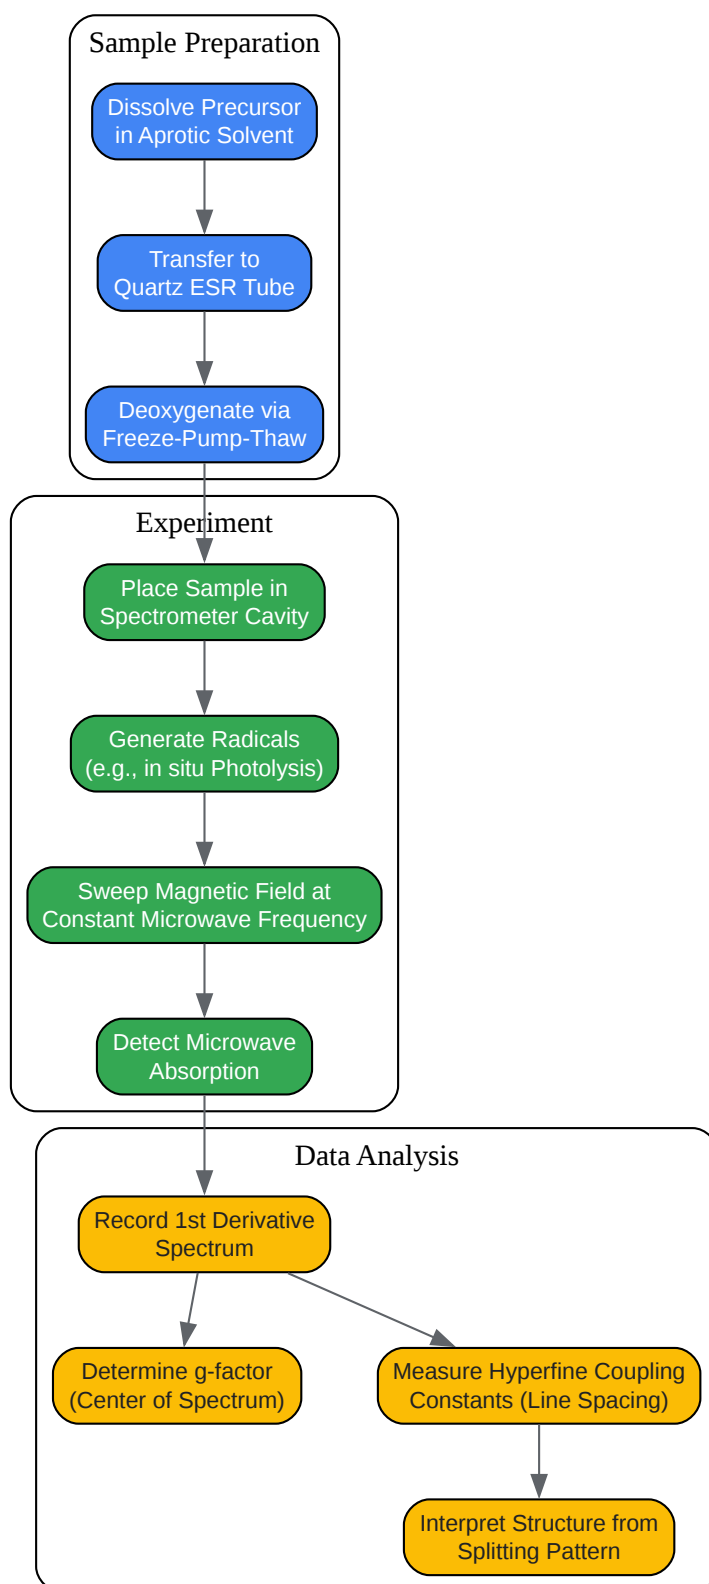 Sample Preparation
Dissolve Precursor
in Aprotic Solvent
Transfer to
Quartz ESR Tube
Deoxygenate via
Freeze-Pump-Thaw
Experiment
Place Sample in
Spectrometer Cavity
Generate Radicals
(e.g., in situ Photolysis)
Sweep Magnetic Field at
Constant Microwave Frequency
Detect Microwave
Absorption
Data Analysis
Record 1st Derivative
Spectrum
Determine g-factor
(Center of Spectrum)
Measure Hyperfine Coupling
Constants (Line Spacing)
Interpret Structure from
Splitting Pattern